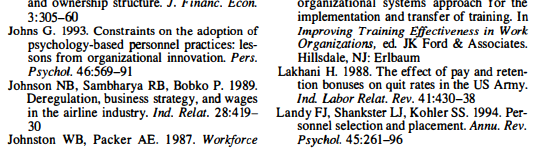 and ownership structure. J. Financ. Econ.
3:305–60
Johns G. 1993. Constraints on the adoption of
psychology-based personnel practices: les-
sons from organizational innovation. Pers.
Psychol. 46:569–91
Johnson NB, Sambharya RB, Bobko P. 1989.
Deregulation, business strategy, and wages
in the airline industry. Ind. Relat. 28:419–
30
Johnston WB, Packer AE. 1987. Workforce
organizational systems approach for the
implementation and transfer of training. In
Improving Training Effectiveness in Work
Organizations, ed. JK Ford & Associates.
Hillsdale, NJ: Erlbaum
Lakhani H. 1988. The effect of pay and reten-
tion bonuses on quit rates in the US Army.
Ind. Labor Relat. Rev. 41:430–38
Landy FJ, Shankster LJ, Kohler SS. 1994. Per-
sonnel selection and placement. Annu. Rev.
Psychol. 45:261–96